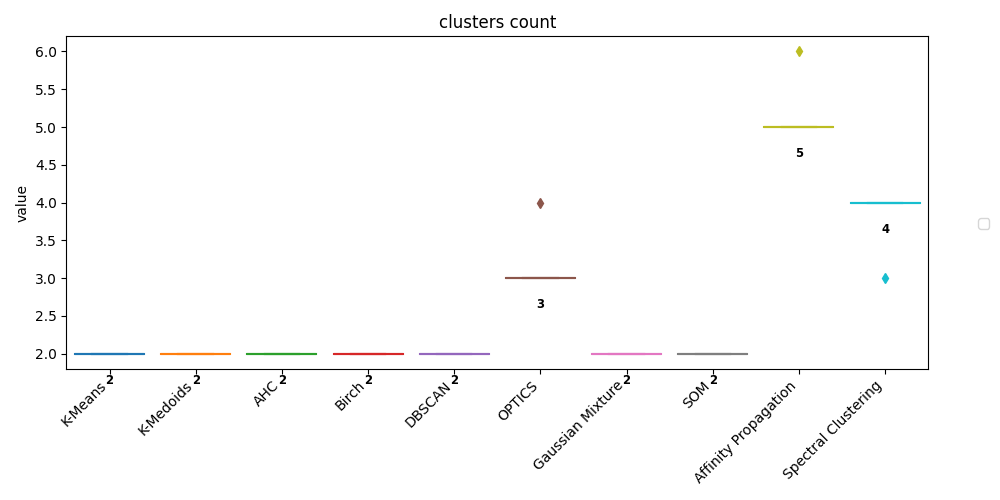 clusters count
value
6.0
5.5
5.0
4.5
4.0
3.5
3.0
2.5
2.0
5
4
3
2 2 2 2 2 2 2
K-Means
K-Medoids
AHC
Birch
DBSCAN
OPTICS
Gaussian Mixture
SOM
Affinity Propagation
Spectral Clustering